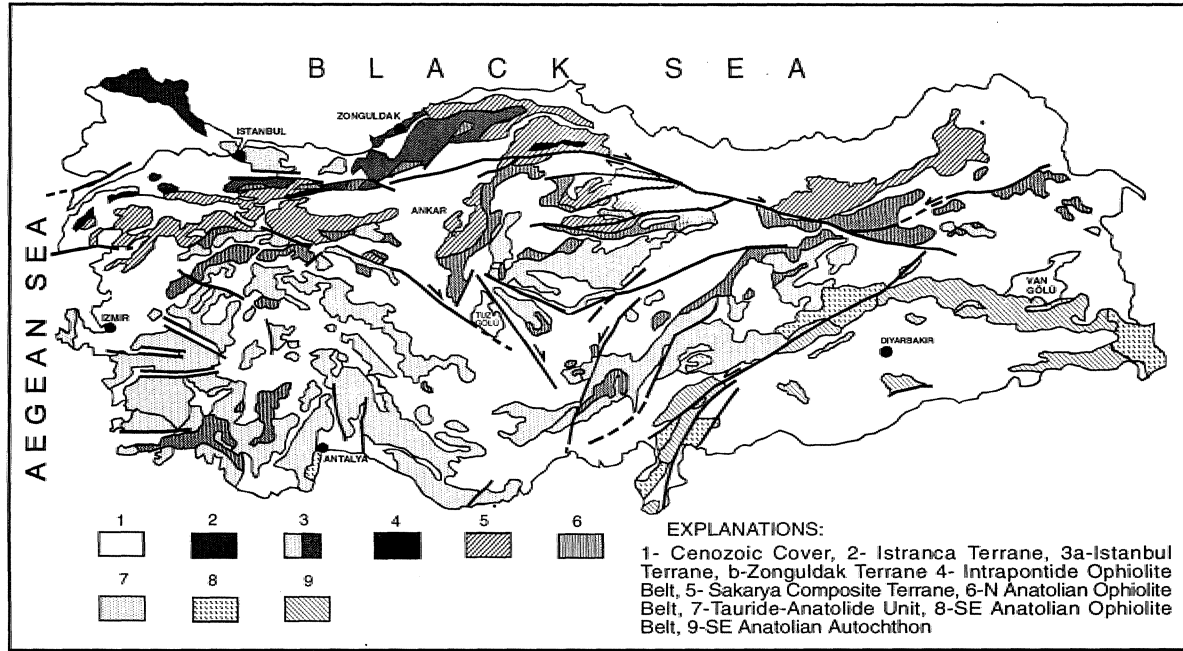 BLACK SEA
ZONGULDAK
ISTANBUL
ANKAR
AEGEAN SEA
VAN
GÖLÜ
TUZ
GÖLÜ
IZMIR
DIYARBAKIR
ANTALYA
1 2 3 4 5 6
7 8 9
EXPLANATIONS:
1- Cenozoic Cover, 2- Istranca Terrane, 3a-Istanbul
Terrane, b-Zonguldak Terrane 4- Intrapontide Ophiolite
Belt, 5- Sakarya Composite Terrane, 6-N Anatolian Ophiolite
Belt, 7-Tauride-Anatolide Unit, 8-SE Anatolian Ophiolite
Belt, 9-SE Anatolian Autochthon